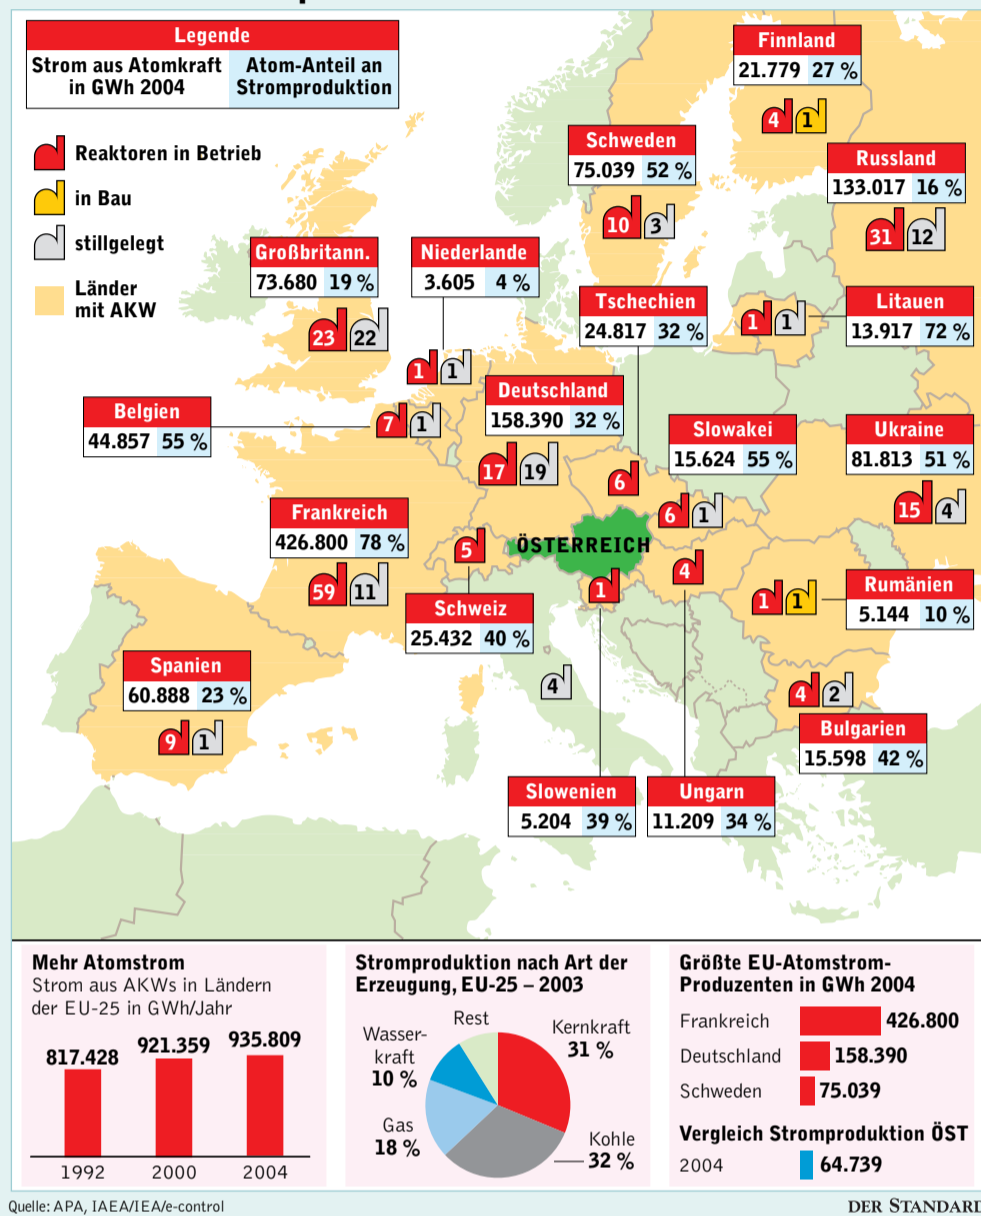 Legende
Strom aus Atomkraft
in GWh 2004
Atom-Anteil an
Stromproduktion
Reaktoren in Betrieb
in Bau
stillgelegt
Länder
mit AKW
Finnland
21.779 27 %
4 1
Schweden
75.039 52 %
10 3
Russland
133.017 16 %
31 12
Großbritann.
73.680 19 %
23 22
Niederlande
3.605 4 %
1 1
Tschechien
24.817 32 %
6
Litauen
13.917 72 %
1 1
Belgien
44.857 55 %
7 1
Deutschland
158.390 32 %
17 19
Slowakei
15.624 55 %
6 1
Ukraine
81.813 51 %
15 4
Frankreich
426.800 78 %
59 11
ÖSTERREICH
Schweiz
25.432 40 %
5
Rumänien
5.144 10 %
1 1
Spanien
60.888 23 %
9 1
4
Bulgarien
15.598 42 %
4 2
Slowenien
5.204 39 %
1
Ungarn
11.209 34 %
4
Mehr Atomstrom
Strom aus AKWs in Ländern
der EU-25 in GWh/Jahr
817.428 921.359 935.809
1992 2000 2004
Stromproduktion nach Art der
Erzeugung, EU-25 – 2003
Rest
Kernkraft
31 %
Wasser-
kraft
10 %
Gas
18 %
Kohle
32 %
Größte EU-Atomstrom-
Produzenten in GWh 2004
Frankreich 426.800
Deutschland 158.390
Schweden 75.039
Vergleich Stromproduktion ÖST
2004 64.739
Quelle: APA, IAEA/IEA/e-control
DER STANDARD